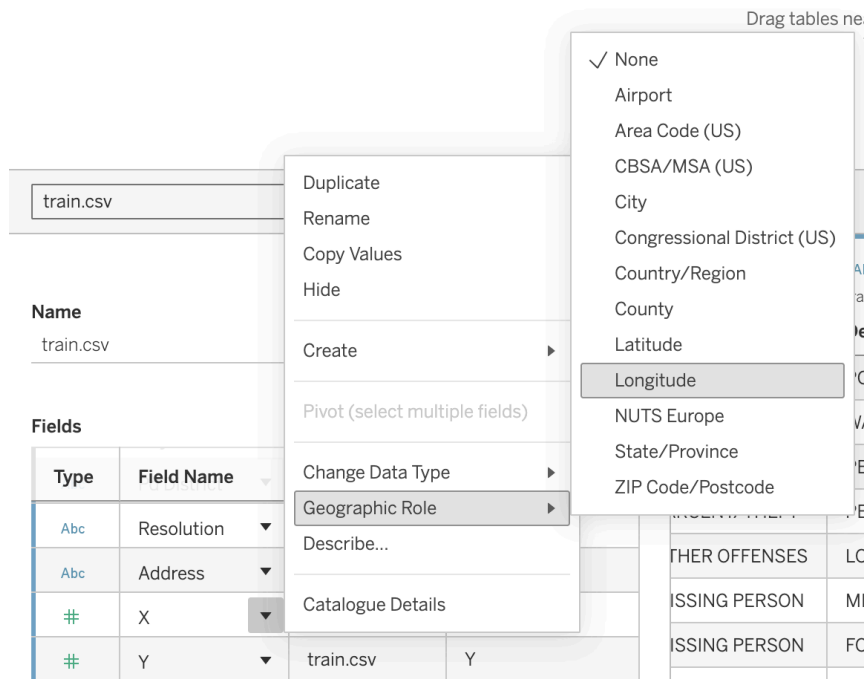 Drag tables
None
Airport
Area Code (US)
CBSA/MSA (US)
City
Congressional District (US)
Country/Region
County
Latitude
Longitude
NUTS Europe
State/Province
ZIP Code/Postcode
train.csv
Duplicate
Rename
Copy Values
Hide
Create
Pivot (select multiple fields)
Change Data Type
Geographic Role
Describe...
Catalogue Details
Name
train.csv
Fields
Type Field Name
Abc Resolution
Abc Address
# X
# Y train.csv Y
THER OFFENSES
ISSING PERSON
ISSING PERSON